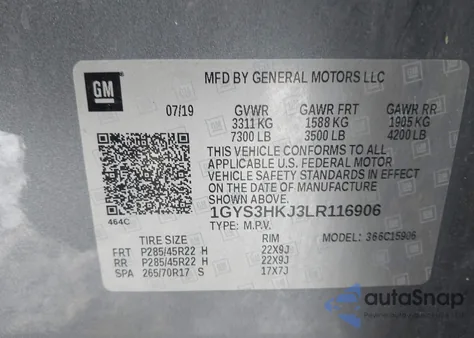 GM
MFD BY GENERAL MOTORS LLC
07/19 GVWR GAWR FRT GAWR RR
3311 KG 1588 KG 1905 KG
7300 LB 3500 LB 4200 LB
THIS VEHICLE CONFORMS TO ALL
APPLICABLE U.S. FEDERAL MOTOR
VEHICLE SAFETY STANDARDS IN EFFECT
ON THE DATE OF MANUFACTURE
SHOWN ABOVE.
464C
1GYS3HKJ3LR116906
TYPE: M.P.V. MODEL: 366C15906
TIRE SIZE RIM
FRT P285/45R22 H 22X9J
RR P285/45R22 H 22X9J
SPA 265/70R17 S 17X7J
autoSnap
POWERED BY